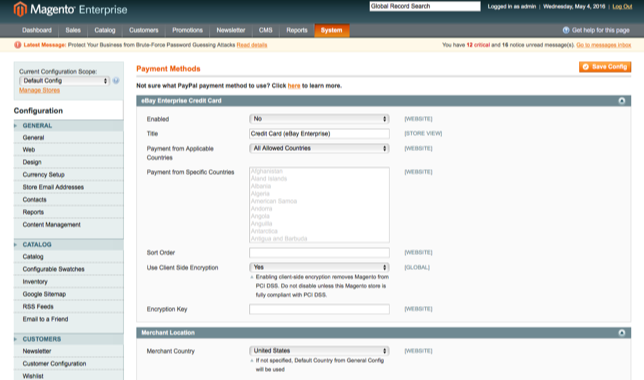 Magento Enterprise
Global Record Search
Logged in as admin | Wednesday, May 4, 2016 | Log Out
Dashboard Sales Catalog Customers Promotions Newsletter CMS Reports System
Get help for this page
Latest Message: Protect Your Business from Brute-Force Password Guessing Attacks Read details
You have 12 critical and 16 notice unread message(s). Go to messages inbox
Current Configuration Scope:
Default Config
Manage Stores
Configuration
GENERAL
General
Web
Design
Currency Setup
Store Email Addresses
Contacts
Reports
Content Management
CATALOG
Catalog
Configurable Swatches
Inventory
Google Sitemap
RSS Feeds
Email to a Friend
CUSTOMERS
Newsletter
Customer Configuration
Wishlist
Payment Methods
Save Config
Not sure what PayPal payment method to use? Click here to learn more.
eBay Enterprise Credit Card
Enabled No [WEBSITE]
Title Credit Card (eBay Enterprise) [STORE VIEW]
Payment from Applicable All Allowed Countries [WEBSITE]
Countries
Payment from Specific Countries [WEBSITE]
Afghanistan
Åland Islands
Albania
Algeria
American Samoa
Andorra
Angola
Anguilla
Antarctica
Antigua and Barbuda
Sort Order [WEBSITE]
Use Client Side Encryption Yes [GLOBAL]
Enabling client-side encryption removes Magento from
PCI DSS. Do not disable unless this Magento store is
fully compliant with PCI DSS.
Encryption Key [WEBSITE]
Merchant Location
Merchant Country United States [WEBSITE]
If not specified, Default Country from General Config
will be used